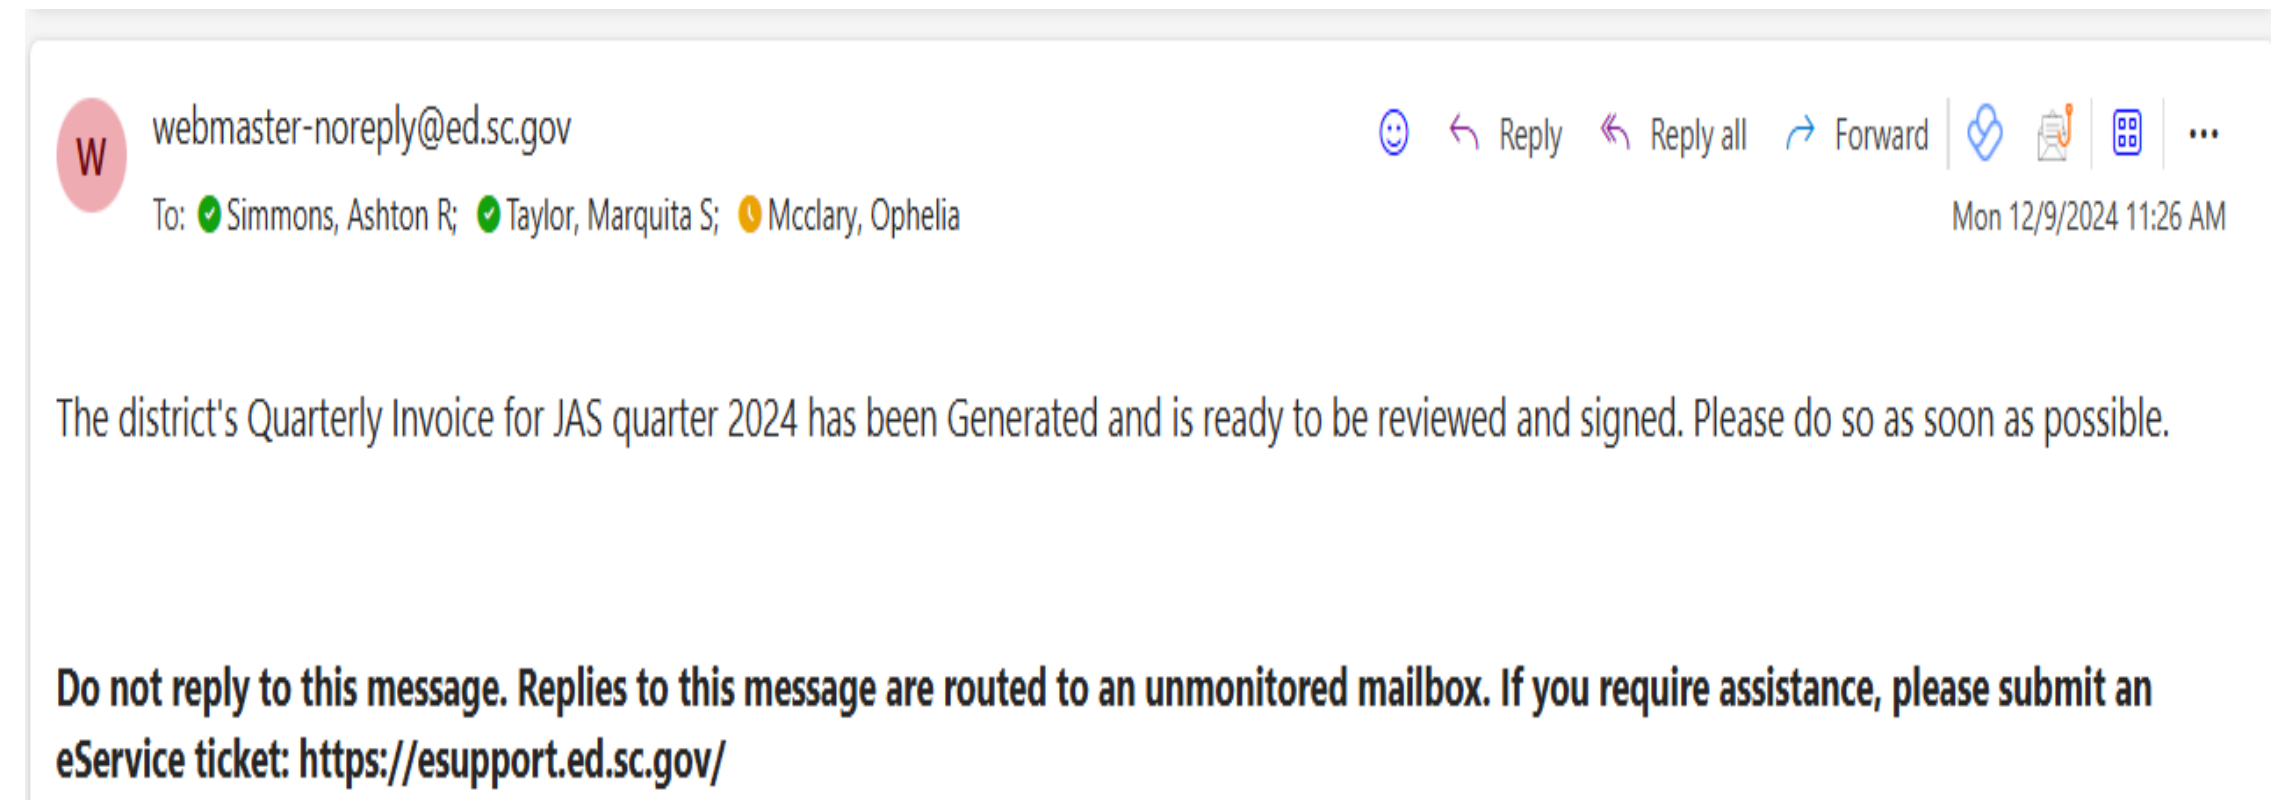 W
webmaster-noreply@ed.sc.gov
Reply Reply all Forward
To: Simmons, Ashton R; Taylor, Marquita S; Mcclary, Ophelia
Mon 12/9/2024 11:26 AM
The district's Quarterly Invoice for JAS quarter 2024 has been Generated and is ready to be reviewed and signed. Please do so as soon as possible.
Do not reply to this message. Replies to this message are routed to an unmonitored mailbox. If you require assistance, please submit an
eService ticket: https://esupport.ed.sc.gov/